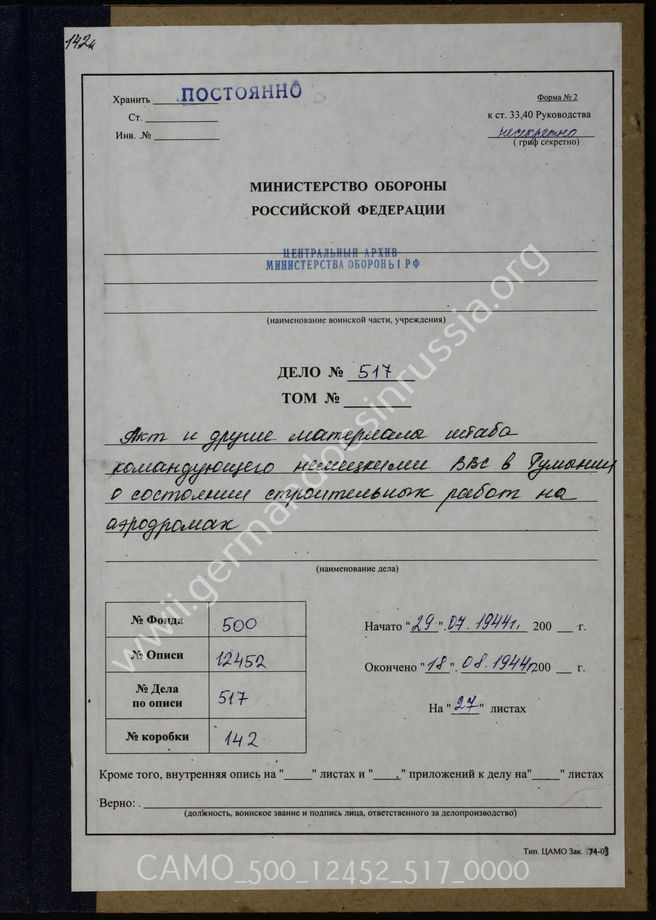 142а
Хранить ПОСТОЯННО
Форма № 2
Ст.
к ст. 33,40 Руководства
Инв. .№
несекретно
( гриф секретно)
МИНИСТЕРСТВО ОБОРОНЫ
РОССИЙСКОЙ ФЕДЕРАЦИИ
ЦЕНТРАЛЬНЫЙ АРХИВ
МИНИСТЕРСТВА ОБОРОНЫ РФ
(наименование воинской части, учреждения)
ДЕЛО № 517
ТОМ №
Акт и другие материалы штаба
командующего немецкими ВВС в Румынии
о состоянии строительных работ на
аэродромах
(наименование дела)
№ Фонда 500
№ Описи 12452
№ Дела
по описи 517
№ коробки 142
Начато "29".07.1944г. 200 г.
Окончено "18".08.1944г.200 г.
На "27" листах
Кроме того, внутренняя опись на " " листах и " " приложений к делу на" " листах
Верно:
(должность, воинское звание и подпись лица, ответственного за делопроизводство)
Тип. ЦАМО Зак. 74-03
CAMO_500_12452_517_0000
www.germandocsinrussia.org